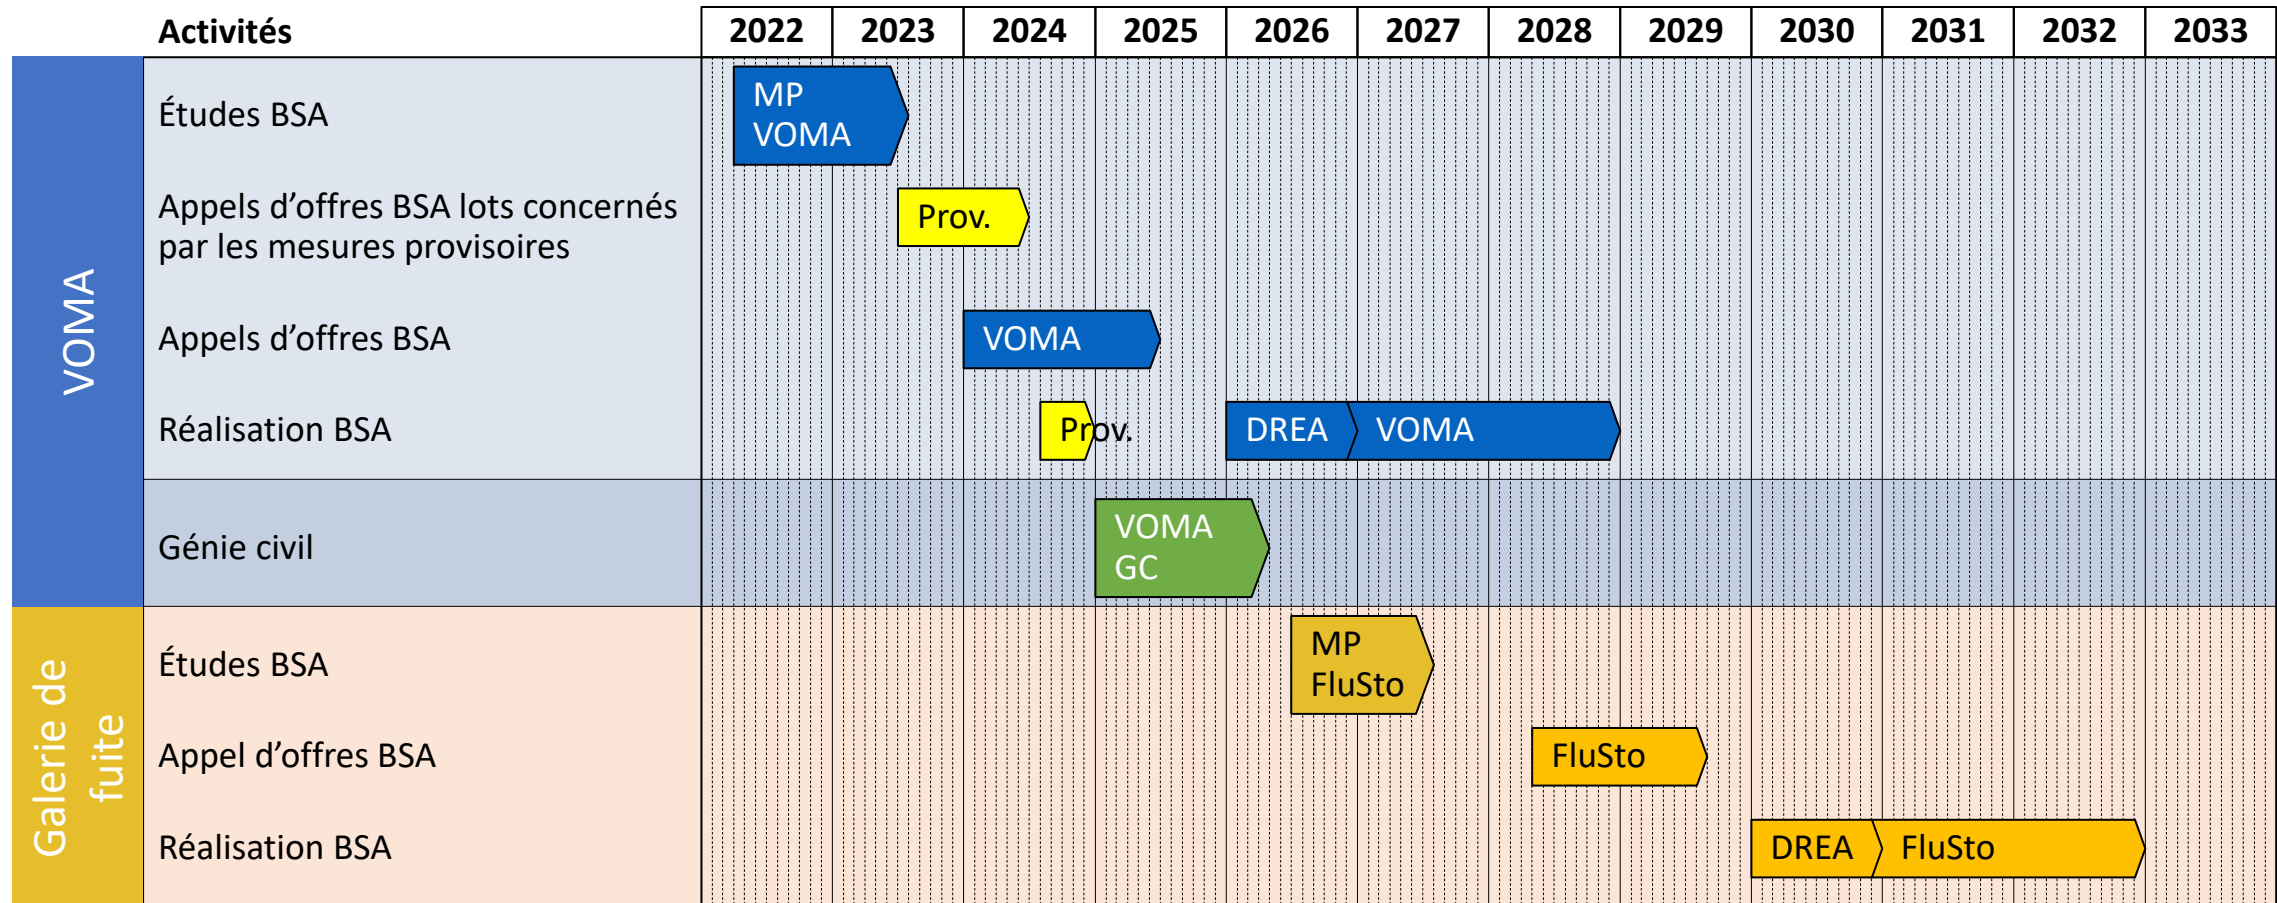 Activités 2022 2023 2024 2025 2026 2027 2028 2029 2030 2031 2032 2033
VOMA
Études BSA
MP
VOMA
Appels d’offres BSA lots concernés
par les mesures provisoires
Prov.
Appels d’offres BSA
VOMA
Réalisation BSA
Prov.
DREA
VOMA
Génie civil
VOMA
GC
Galerie de
fuite
Études BSA
MP
FluSto
Appel d’offres BSA
FluSto
Réalisation BSA
DREA
FluSto